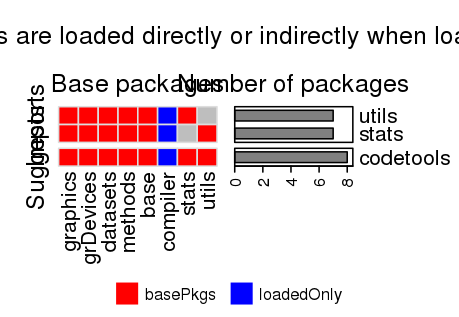 s are loaded directly or indirectly when loa
Base packages
Number of packages
Imports
Suggests
utils
stats
codetools
graphics
grDevices
datasets
methods
base
compiler
stats
utils
0
2
4
6
8
basePkgs
loadedOnly